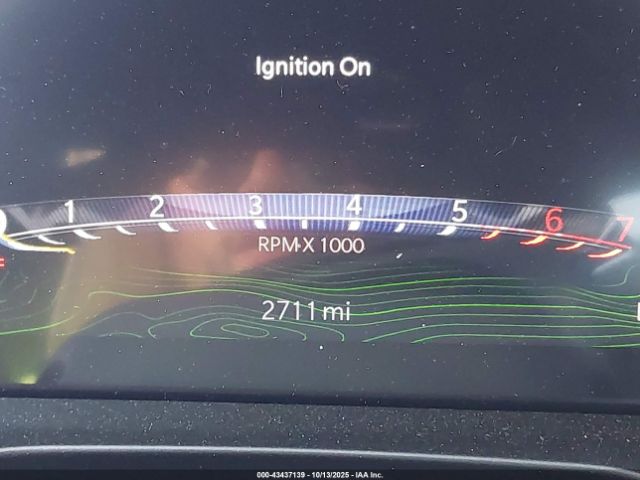 Ignition On
1 2 3 4 5 6 7
RPM X 1000
2711 mi
000-43437139 - 10/13/2025 - IAA Inc.